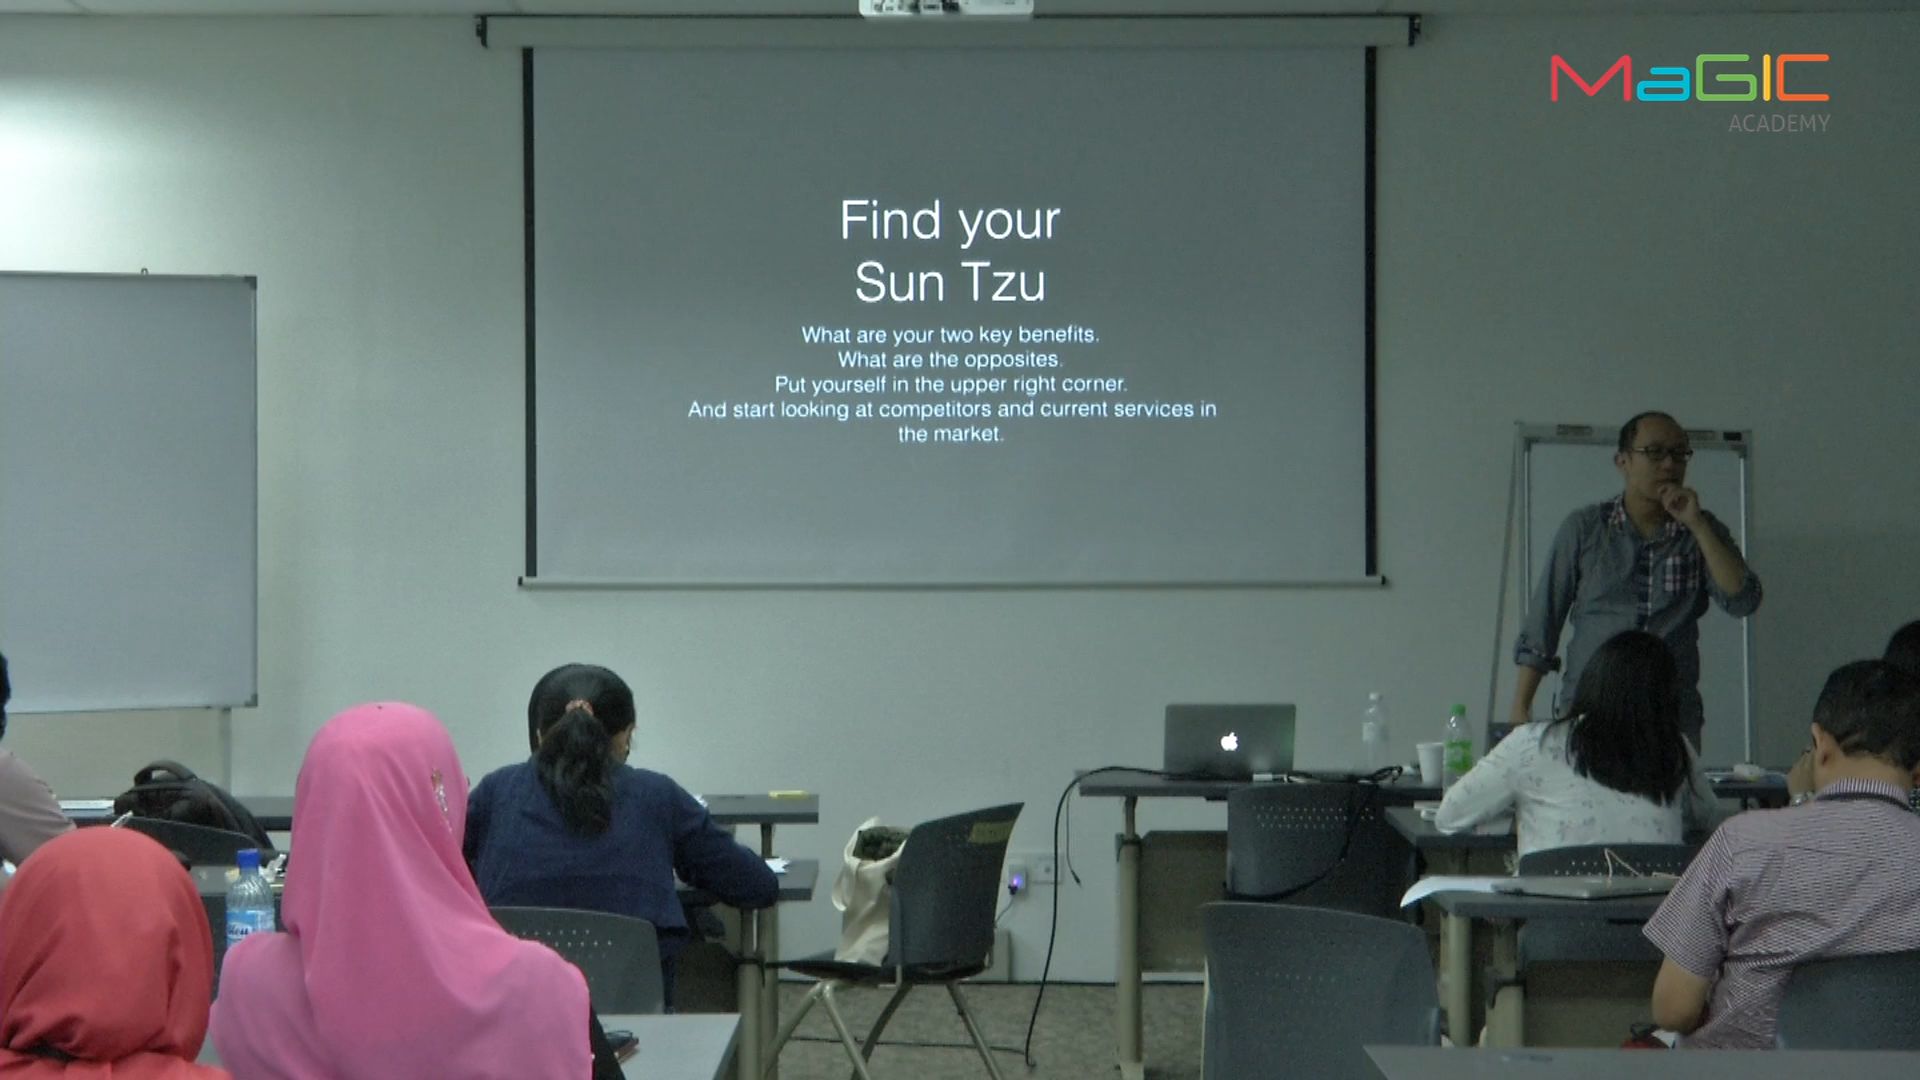 MaGIC
ACADEMY
Find your
Sun Tzu
What are your two key benefits.
What are the opposites.
Put yourself in the upper right corner.
And start looking at competitors and current services in
the market.